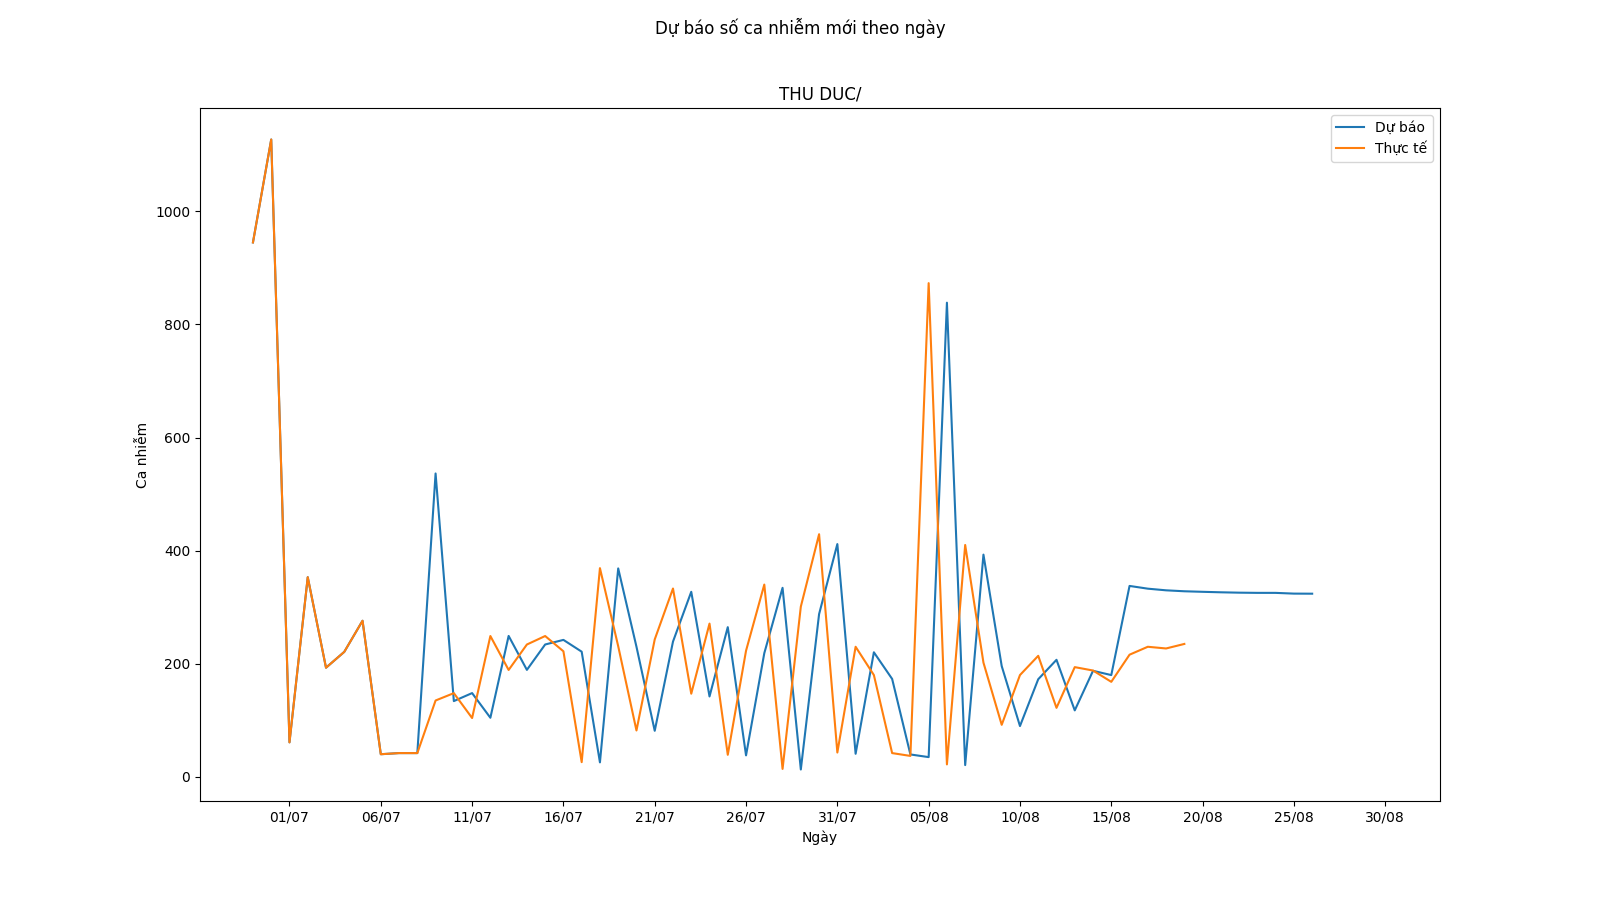 Dự báo số ca nhiễm mới theo ngày
THU DUC/
Dự báo
Thực tế
1000
800
600
400
200
0
Ca nhiễm
01/07 06/07 11/07 16/07 21/07 26/07 31/07 05/08 10/08 15/08 20/08 25/08 30/08
Ngày